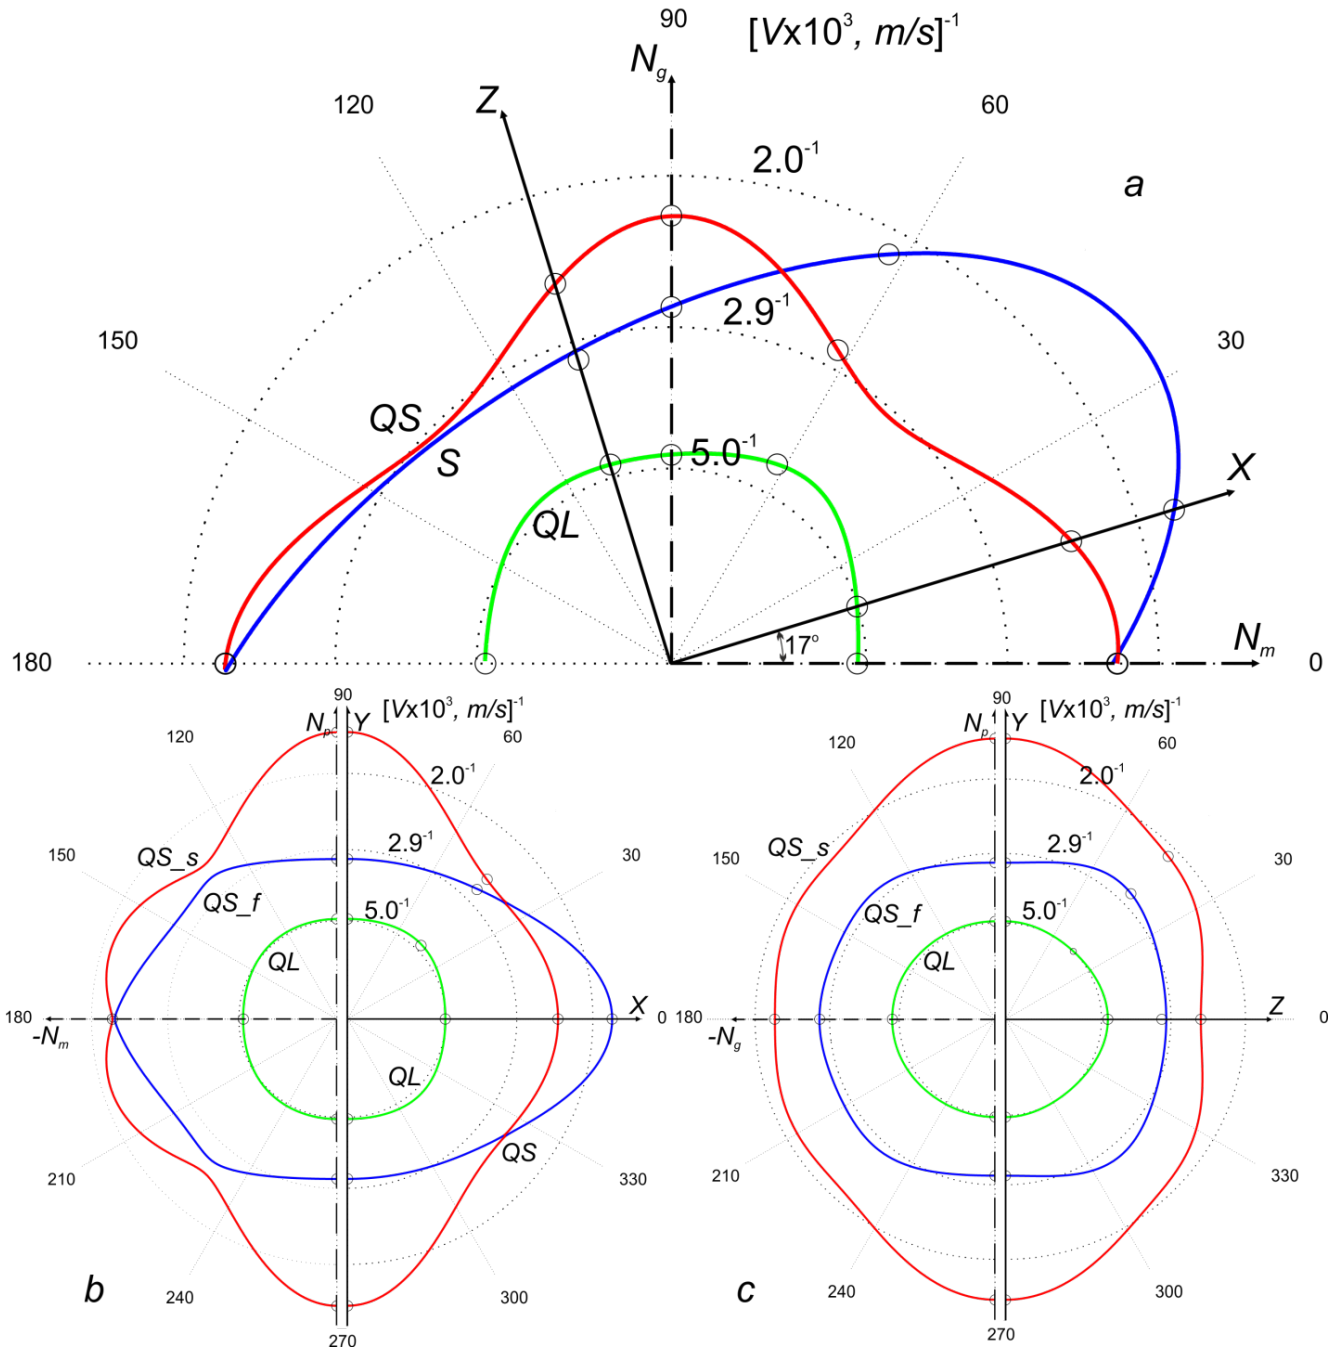 90
[Vx10³, m/s]⁻¹
N_g
Z
120
60
2.0⁻¹
a
150
2.9⁻¹
30
QS
S
5.0⁻¹
X
QL
17°
N_m
180
0
90
N_p Y [Vx10³, m/s]⁻¹
120
60
2.0⁻¹
150
QS_s
2.9⁻¹
30
QS_f
5.0⁻¹
QL
X
180
0
-N_m
QL
QS
210
330
b
240
300
270
90
N_p Y [Vx10³, m/s]⁻¹
120
60
2.0⁻¹
150
QS_s
2.9⁻¹
30
QS_f
5.0⁻¹
QL
Z
180
0
-N_g
210
330
c
240
300
270